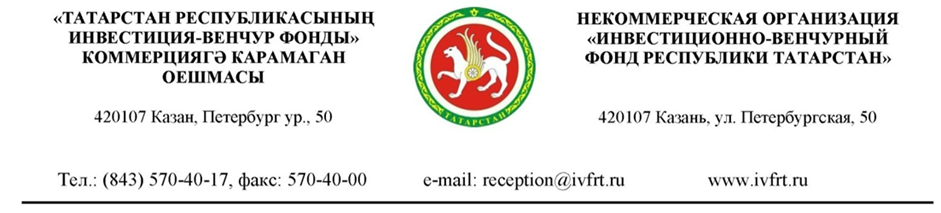 «ТАТАРСТАН РЕСПУБЛИКАСЫНЫҢ
ИНВЕСТИЦИЯ-ВЕНЧУР ФОНДЫ»
КОММЕРЦИЯГӘ КАРАМАГАН
ОЕШМАСЫ
420107 Казан, Петербург ур., 50
ТАТАРСТАН
НЕКОММЕРЧЕСКАЯ ОРГАНИЗАЦИЯ
«ИНВЕСТИЦИОННО-ВЕНЧУРНЫЙ
ФОНД РЕСПУБЛИКИ ТАТАРСТАН»
420107 Казань, ул. Петербургская, 50
Тел.: (843) 570-40-17, факс: 570-40-00 e-mail: reception@ivfrt.ru www.ivfrt.ru